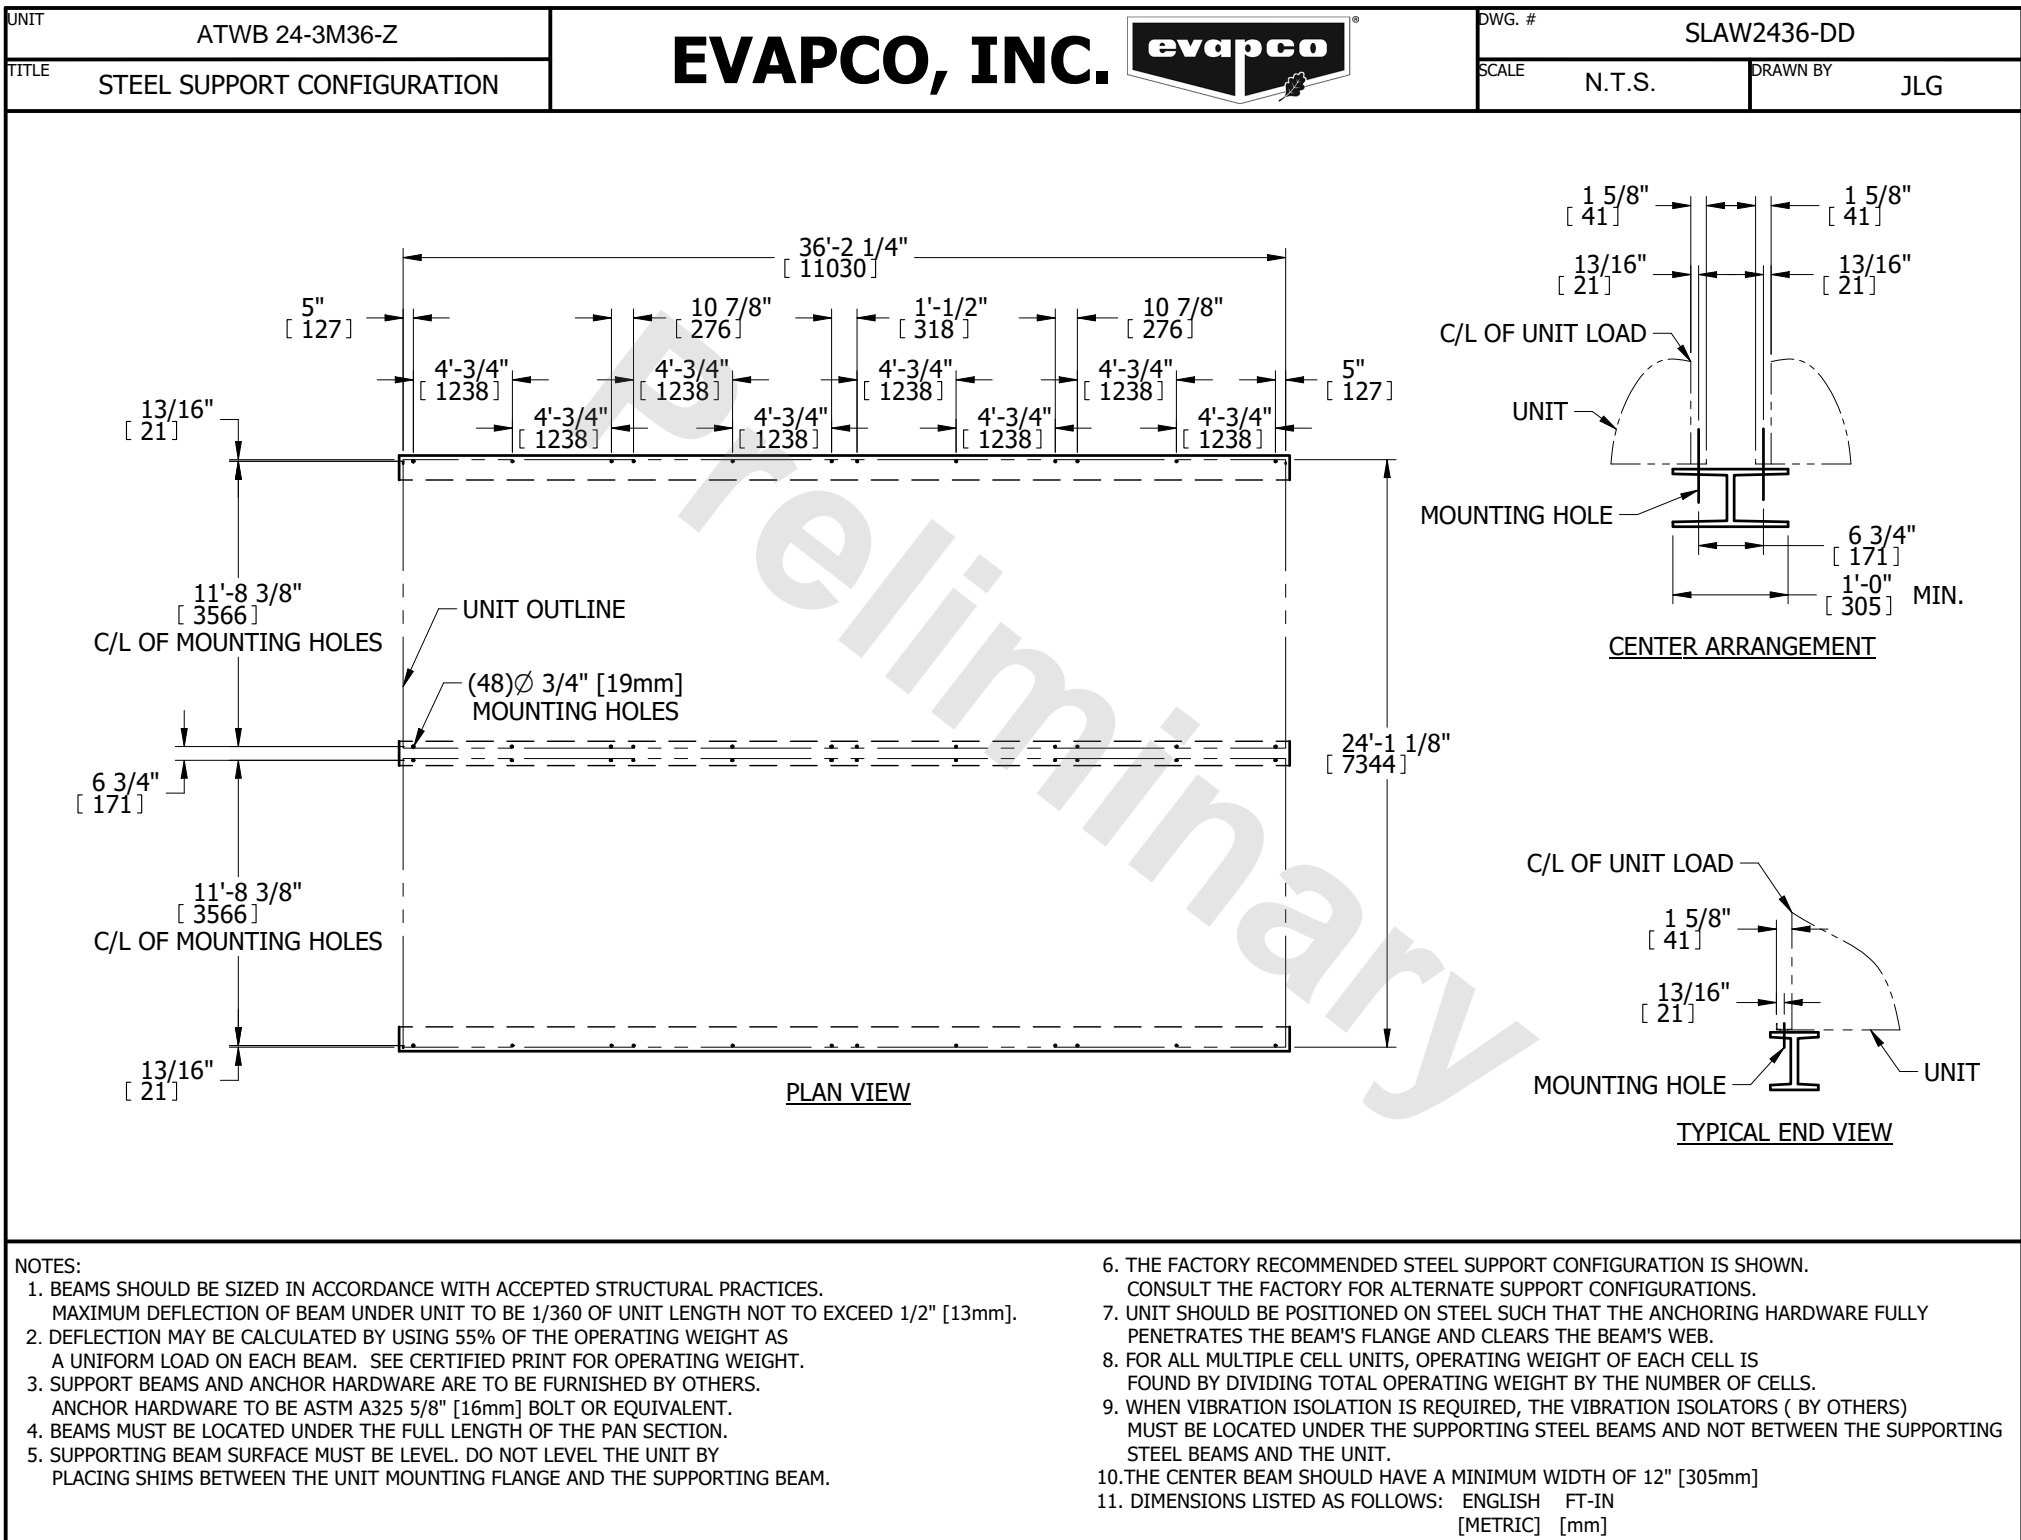 UNIT
ATWB 24-3M36-Z
TITLE
STEEL SUPPORT CONFIGURATION
EVAPCO, INC.
evapco
®
DWG. #
SLAW2436-DD
SCALE
N.T.S.
DRAWN BY
JLG
36'-2 1/4"
[ 11030 ]
5"
[ 127 ]
10 7/8"
[ 276 ]
1'-1/2"
[ 318 ]
10 7/8"
[ 276 ]
4'-3/4"
[ 1238 ]
4'-3/4"
[ 1238 ]
4'-3/4"
[ 1238 ]
4'-3/4"
[ 1238 ]
5"
[ 127 ]
4'-3/4"
[ 1238 ]
4'-3/4"
[ 1238 ]
4'-3/4"
[ 1238 ]
4'-3/4"
[ 1238 ]
13/16"
[ 21 ]
11'-8 3/8"
[ 3566 ]
C/L OF MOUNTING HOLES
UNIT OUTLINE
(48)∅ 3/4" [19mm]
MOUNTING HOLES
6 3/4"
[ 171 ]
24'-1 1/8"
[ 7344 ]
11'-8 3/8"
[ 3566 ]
C/L OF MOUNTING HOLES
13/16"
[ 21 ]
PLAN VIEW
Preliminary
1 5/8"
[ 41 ]
1 5/8"
[ 41 ]
13/16"
[ 21 ]
13/16"
[ 21 ]
C/L OF UNIT LOAD
UNIT
MOUNTING HOLE
6 3/4"
[ 171 ]
1'-0"
[ 305 ]
MIN.
CENTER ARRANGEMENT
C/L OF UNIT LOAD
1 5/8"
[ 41 ]
13/16"
[ 21 ]
MOUNTING HOLE
UNIT
TYPICAL END VIEW
NOTES:
1. BEAMS SHOULD BE SIZED IN ACCORDANCE WITH ACCEPTED STRUCTURAL PRACTICES.
MAXIMUM DEFLECTION OF BEAM UNDER UNIT TO BE 1/360 OF UNIT LENGTH NOT TO EXCEED 1/2" [13mm].
2. DEFLECTION MAY BE CALCULATED BY USING 55% OF THE OPERATING WEIGHT AS
A UNIFORM LOAD ON EACH BEAM. SEE CERTIFIED PRINT FOR OPERATING WEIGHT.
3. SUPPORT BEAMS AND ANCHOR HARDWARE ARE TO BE FURNISHED BY OTHERS.
ANCHOR HARDWARE TO BE ASTM A325 5/8" [16mm] BOLT OR EQUIVALENT.
4. BEAMS MUST BE LOCATED UNDER THE FULL LENGTH OF THE PAN SECTION.
5. SUPPORTING BEAM SURFACE MUST BE LEVEL. DO NOT LEVEL THE UNIT BY
PLACING SHIMS BETWEEN THE UNIT MOUNTING FLANGE AND THE SUPPORTING BEAM.
6. THE FACTORY RECOMMENDED STEEL SUPPORT CONFIGURATION IS SHOWN.
CONSULT THE FACTORY FOR ALTERNATE SUPPORT CONFIGURATIONS.
7. UNIT SHOULD BE POSITIONED ON STEEL SUCH THAT THE ANCHORING HARDWARE FULLY
PENETRATES THE BEAM'S FLANGE AND CLEARS THE BEAM'S WEB.
8. FOR ALL MULTIPLE CELL UNITS, OPERATING WEIGHT OF EACH CELL IS
FOUND BY DIVIDING TOTAL OPERATING WEIGHT BY THE NUMBER OF CELLS.
9. WHEN VIBRATION ISOLATION IS REQUIRED, THE VIBRATION ISOLATORS ( BY OTHERS)
MUST BE LOCATED UNDER THE SUPPORTING STEEL BEAMS AND NOT BETWEEN THE SUPPORTING
STEEL BEAMS AND THE UNIT.
10.THE CENTER BEAM SHOULD HAVE A MINIMUM WIDTH OF 12" [305mm]
11. DIMENSIONS LISTED AS FOLLOWS: ENGLISH FT-IN
[METRIC] [mm]